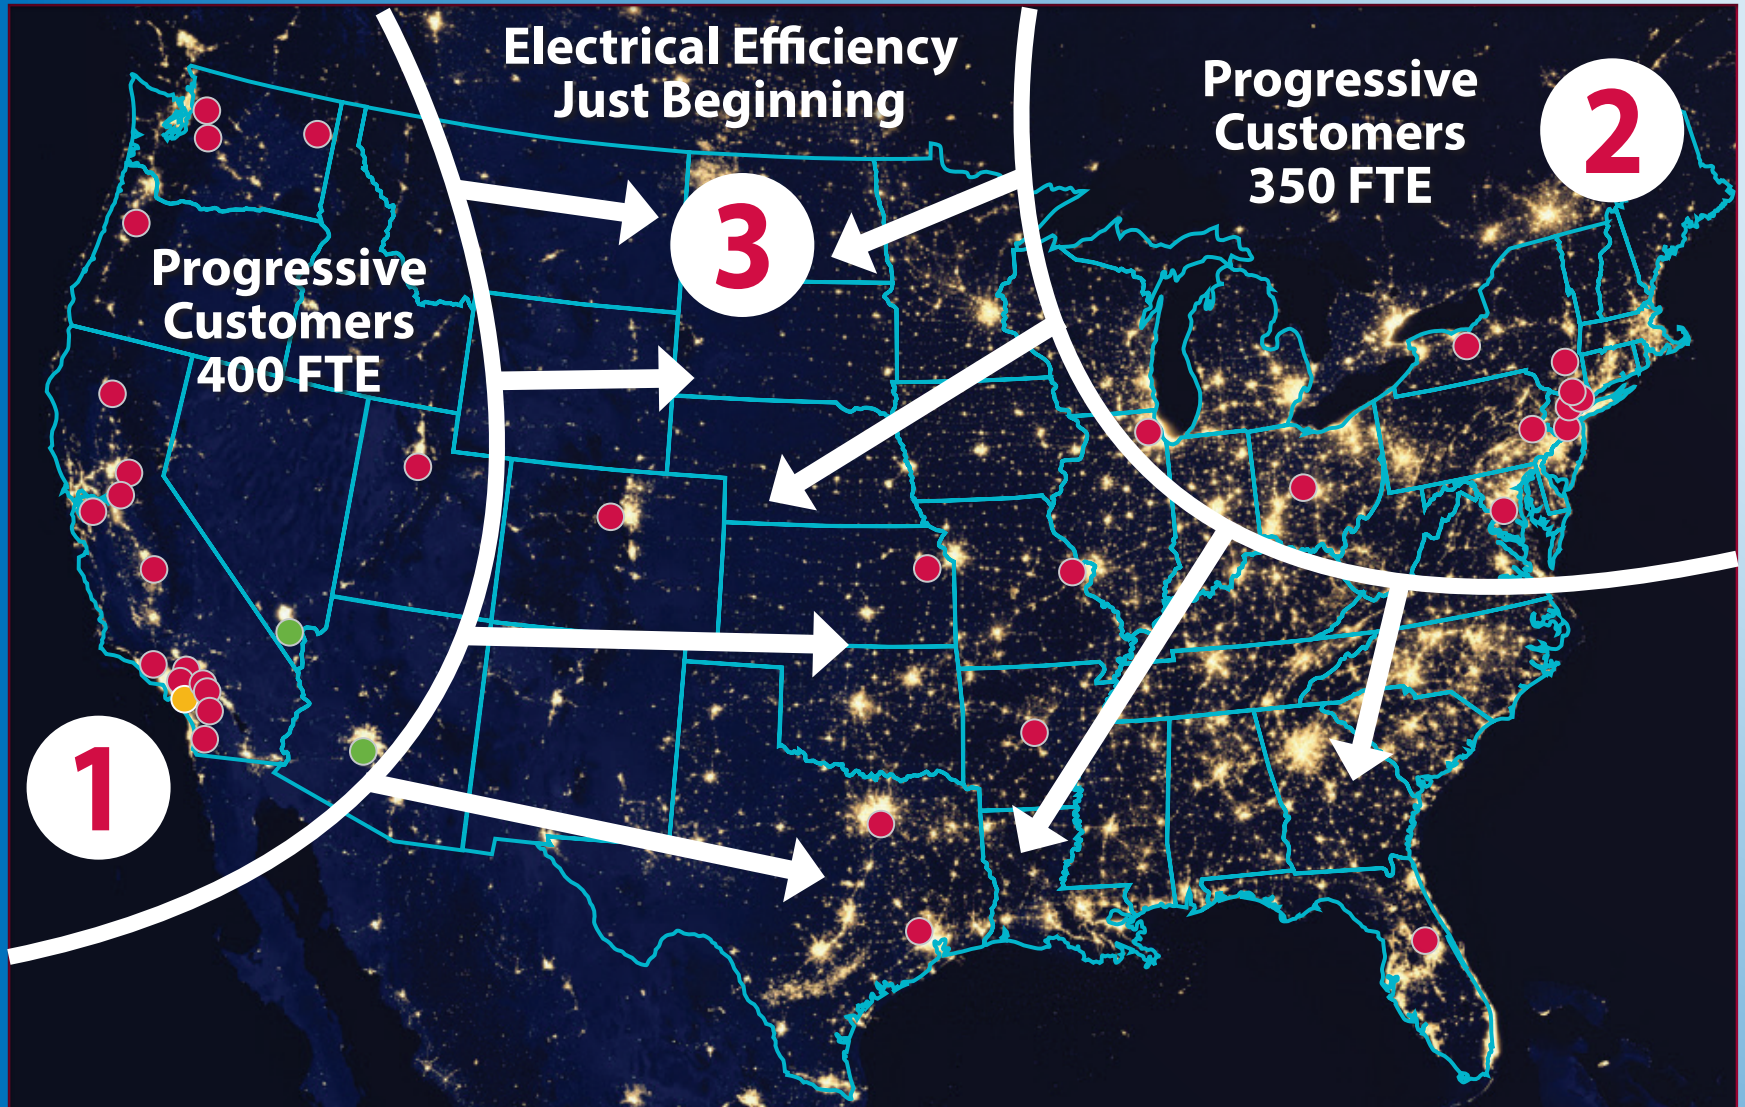 Electrical Efficiency
Just Beginning
Progressive
Customers
350 FTE
2
3
Progressive
Customers
400 FTE
1